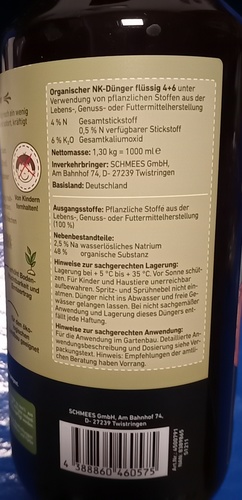 Organischer NK-Dünger flüssig 4+6 unter
Verwendung von pflanzlichen Stoffen aus der
Lebens-, Genuss- oder Futtermittelherstellung
4 % N Gesamtstickstoff
0,5 % N verfügbarer Stickstoff
6 % K₂O Gesamtkaliumoxid
Nettomasse: 1,30 kg = 1000 ml ℮
Inverkehrbringer: SCHMEES GmbH,
Am Bahnhof 74, D- 27239 Twistringen
Basisland: Deutschland
Ausgangsstoffe: Pflanzliche Stoffe aus der
Lebens-, Genuss- oder Futtermittelherstellung
(100 %)
Nebenbestandteile:
2,5 % Na wasserlösliches Natrium
48 % organische Substanz
Hinweise zur sachgerechten Lagerung:
Lagerung bei + 5 °C bis + 35 °C. Vor Sonne schüt-
zen. Für Kinder und Haustiere unerreichbar
aufbewahren. Spritz- und Sprühnebel nicht ein-
atmen. Dünger nicht ins Abwasser und freie Ge-
wässer gelangen lassen. Bei nicht sachgemäßer
Anwendung und Lagerung dieses Düngers ent-
fällt Haftung.
Hinweise zur sachgerechten Anwendung:
Für die Anwendung im Gartenbau. Detaillierte An-
wendungsbeschreibung und Dosierung siehe Ver-
packungstext. Hinweis: Empfehlungen der amtli-
chen Beratung haben Vorrang.
Von Kindern
fernhalten!
SCHMEES GmbH, Am Bahnhof 74,
D- 27239 Twistringen
4 388860 460575